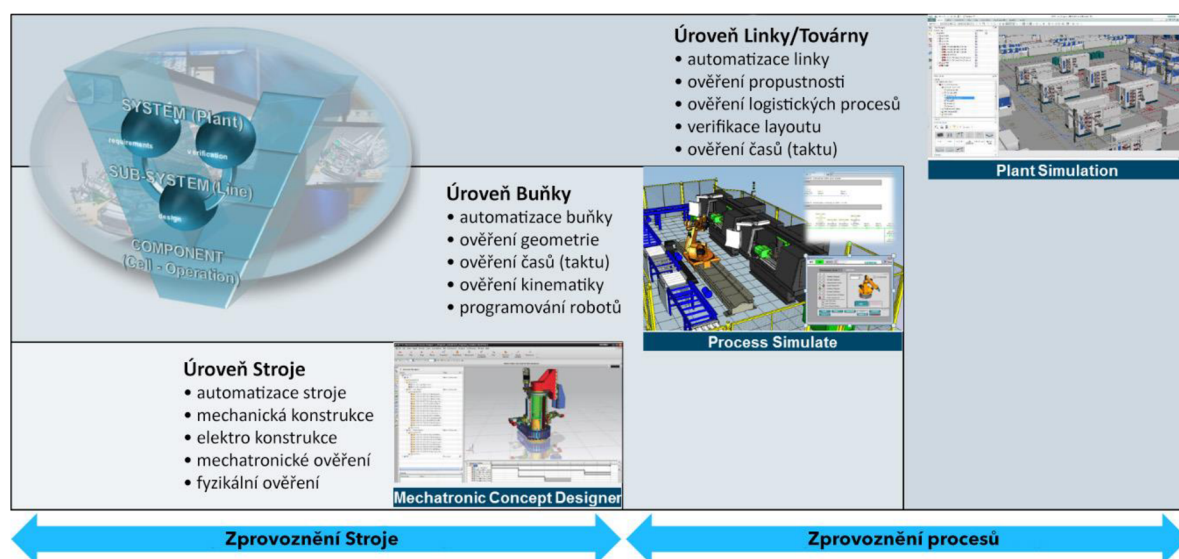 Úroveň Linky/Továrny
• automatizace linky
• ověření propustností
• ověření logistických procesů
• verifikace layoutu
• ověření časů (taktu)
Plant Simulation
SYSTEM (Plant)
requirements
verification
SUB-SYSTEM (Line)
design
COMPONENT
(Cell - Operation)
Úroveň Buňky
• automatizace buňky
• ověření geometrie
• ověření časů (taktu)
• ověření kinematiky
• programování robotů
Process Simulate
Úroveň Stroje
• automatizace stroje
• mechanická konstrukce
• elektro konstrukce
• mechatronické ověření
• fyzikální ověření
Mechatronic Concept Designer
Zprovoznění Stroje
Zprovoznění procesů